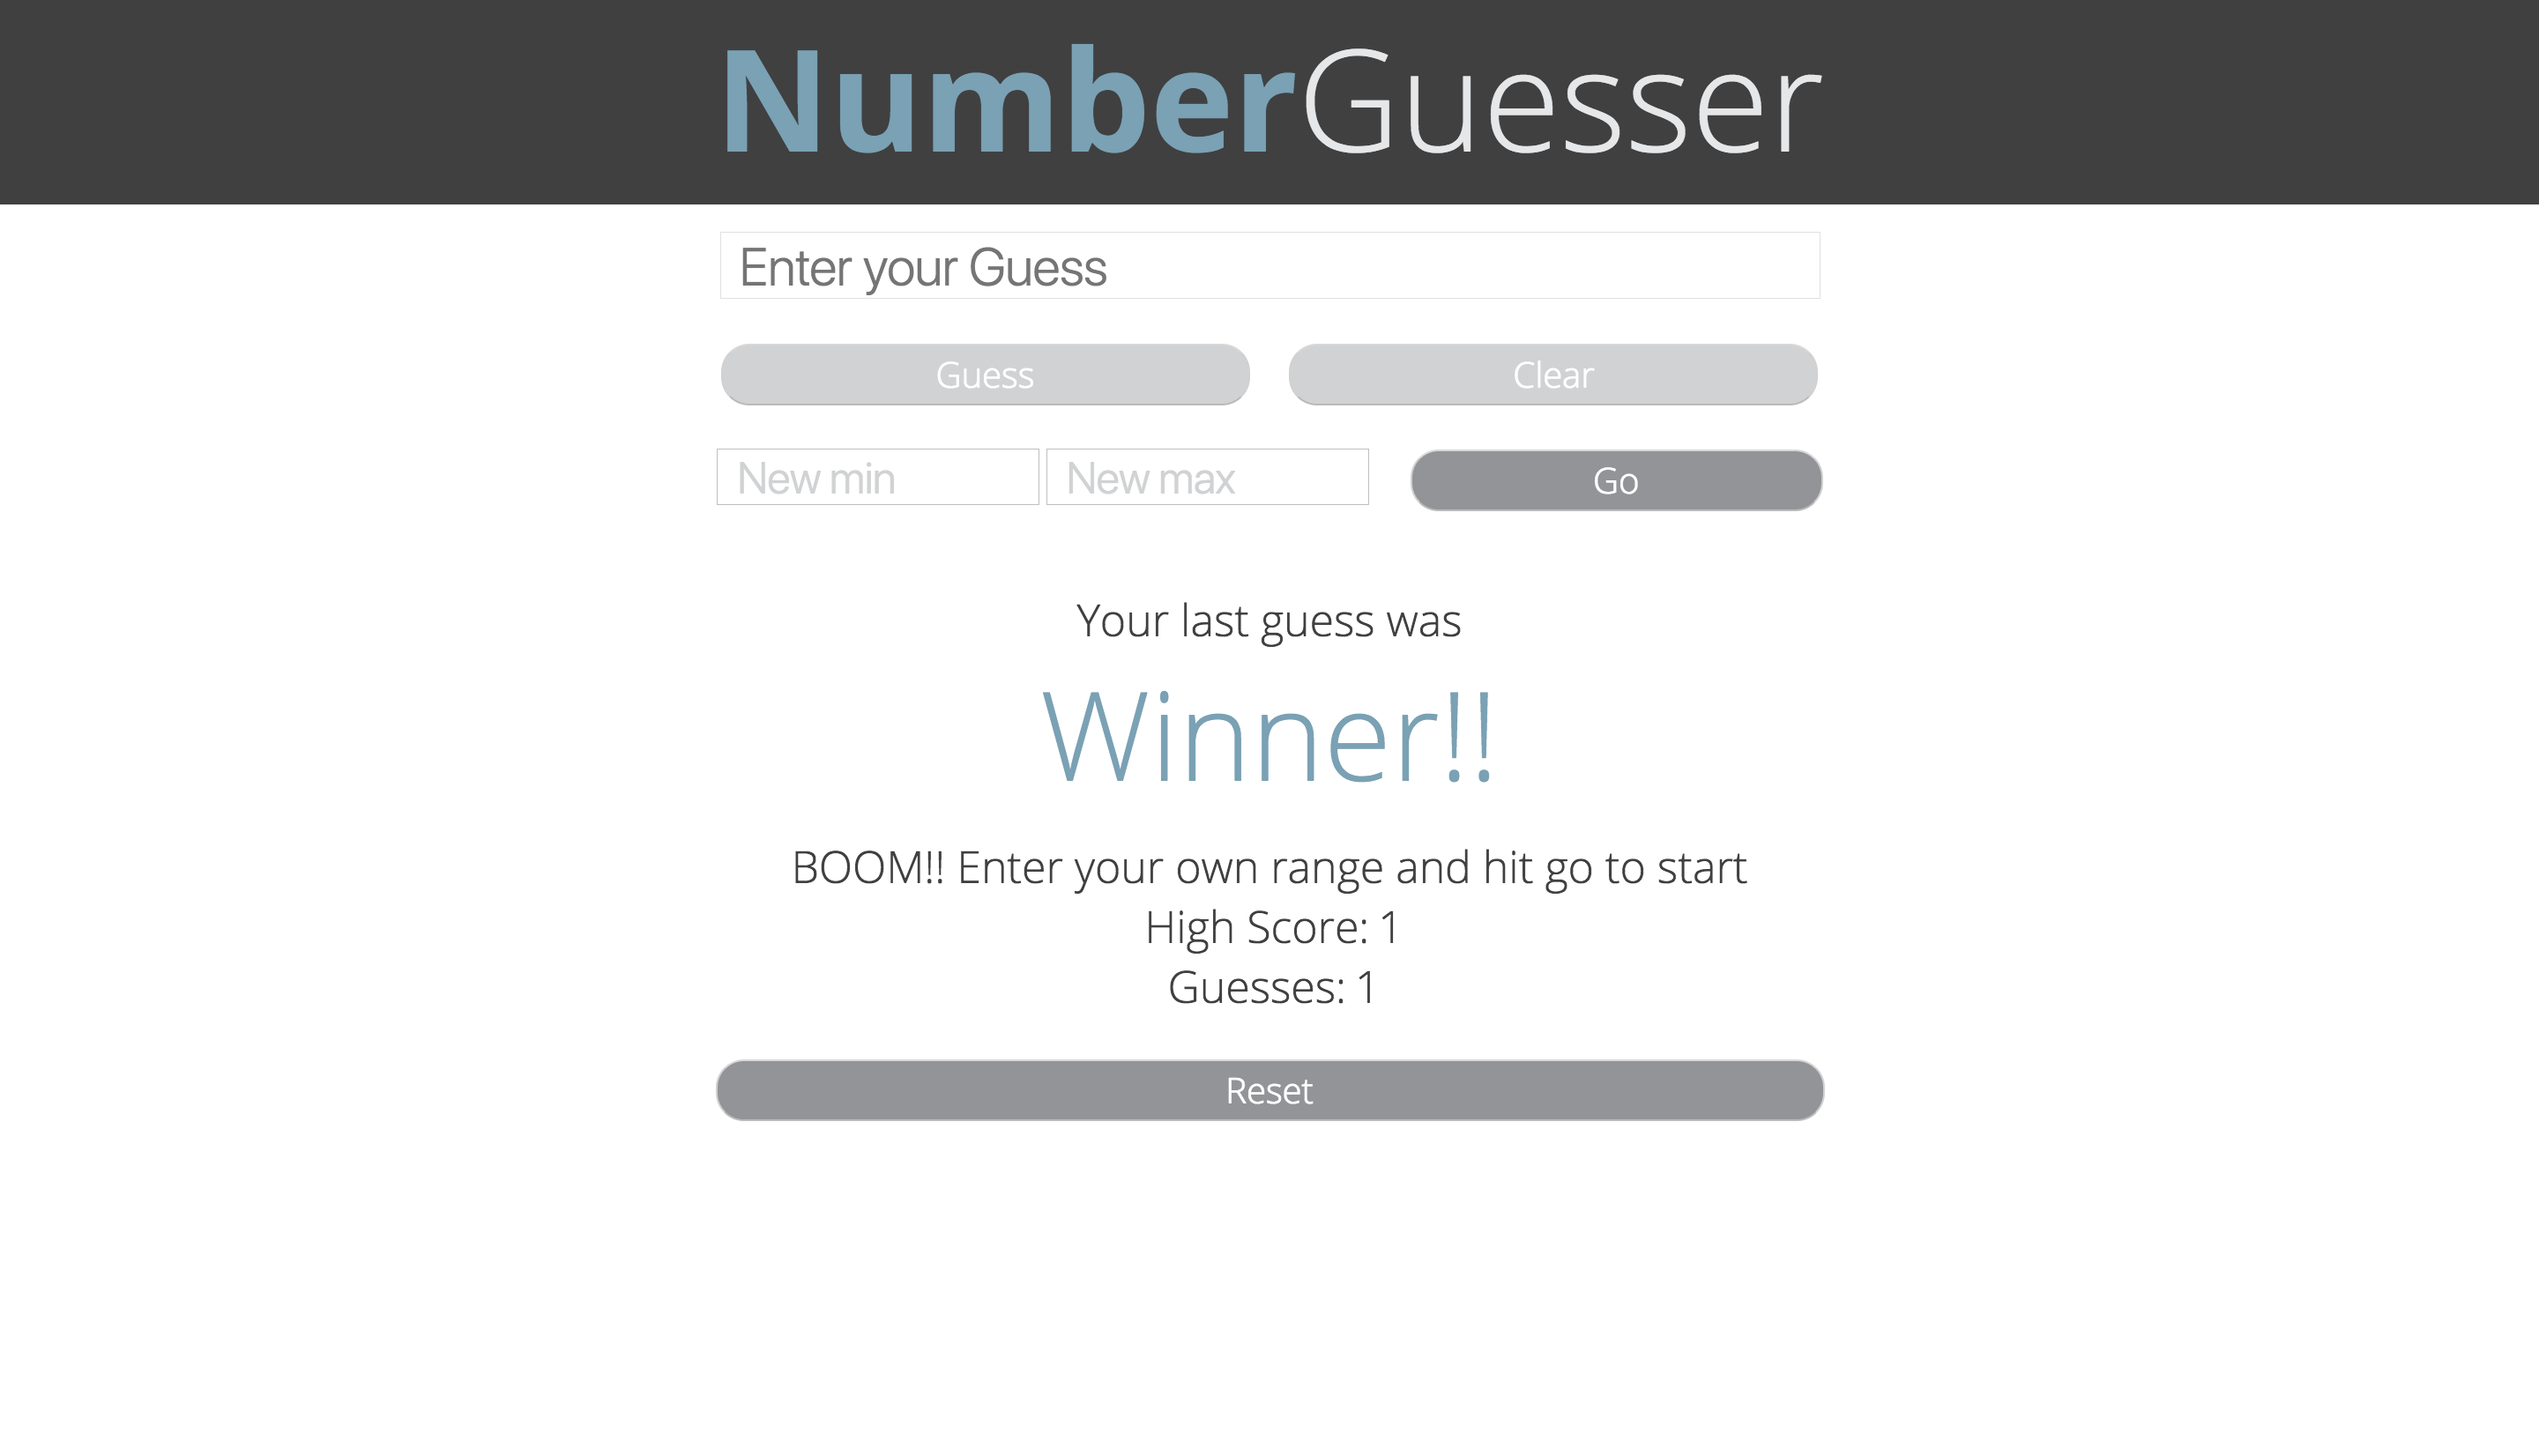 NumberGuesser
Enter your Guess
Guess Clear
New min New max Go
Your last guess was
Winner!!
BOOM!! Enter your own range and hit go to start
High Score: 1
Guesses: 1
Reset